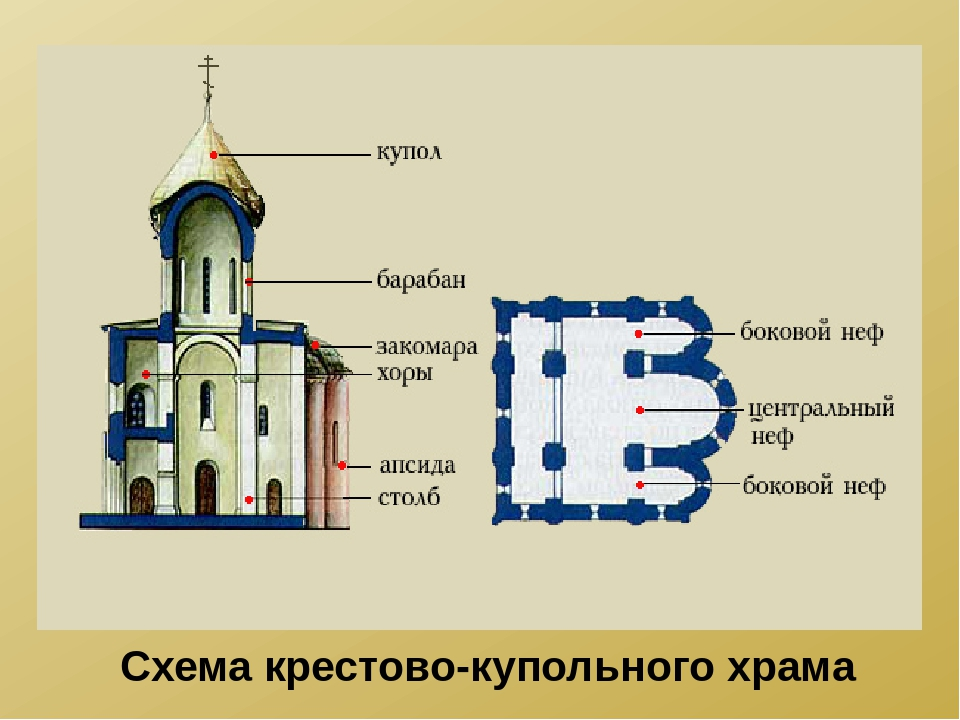 купол
барабан
закомара
хоры
апсида
столб
боковой неф
центральный
неф
боковой неф
Схема крестово-купольного храма